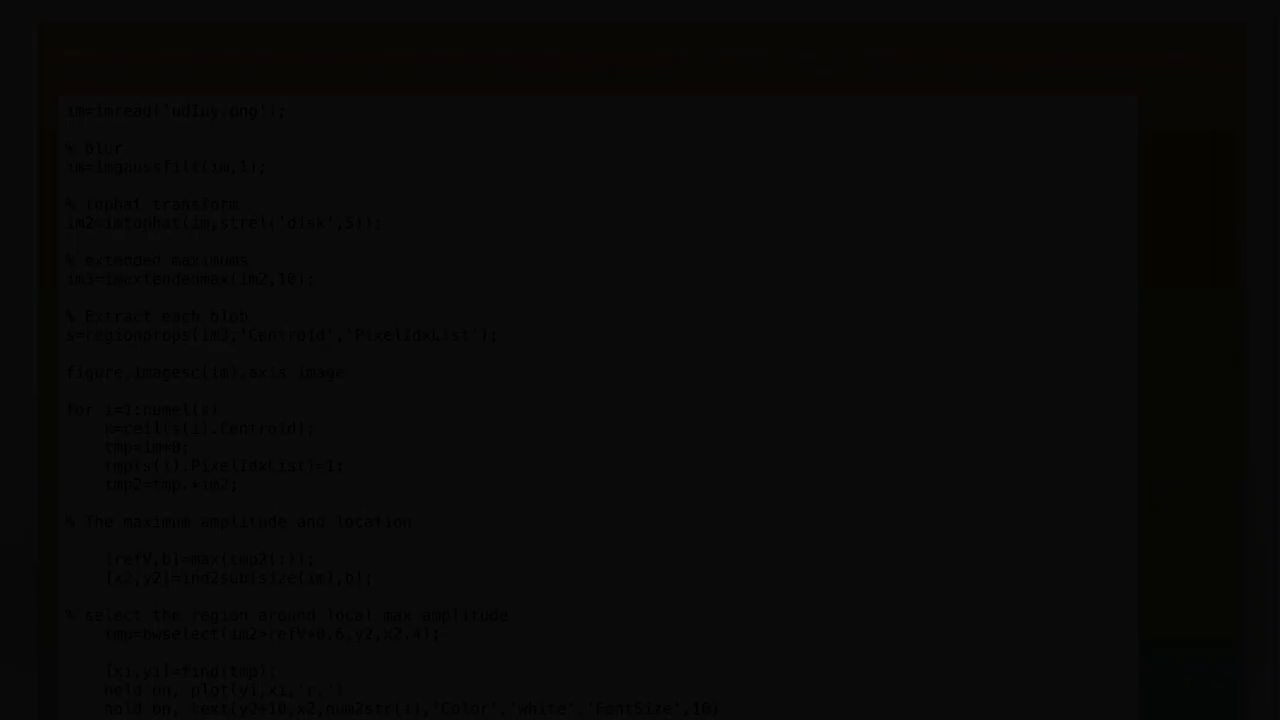 im=imread('udIuy.png');
% blur
im=imgaussfilt(im,1);
% tophat transform
im2=imtophat(im,strel('disk',5));
% extended maximums
im3=imextendedmax(im2,10);
% Extract each blob
s=regionprops(im3,'Centroid','PixelIdxList');
figure,imagesc(im),axis image
for i=1:numel(s)
x=ceil(s(i).Centroid);
tmp=im*0;
tmp(s(i).PixelIdxList)=1;
tmp2=tmp.*im2;
% The maximum amplitude and location
[refV,b]=max(tmp2(:));
[x2,y2]=ind2sub(size(im),b);
% select the region around local max amplitude
tmp=bwselect(im2>refV*0.6,y2,x2,4);
[xi,yi]=find(tmp);
hold on, plot(yi,xi,'r.')
hold on, text(y2+10,x2,num2str(i),'Color','white','FontSize',10)